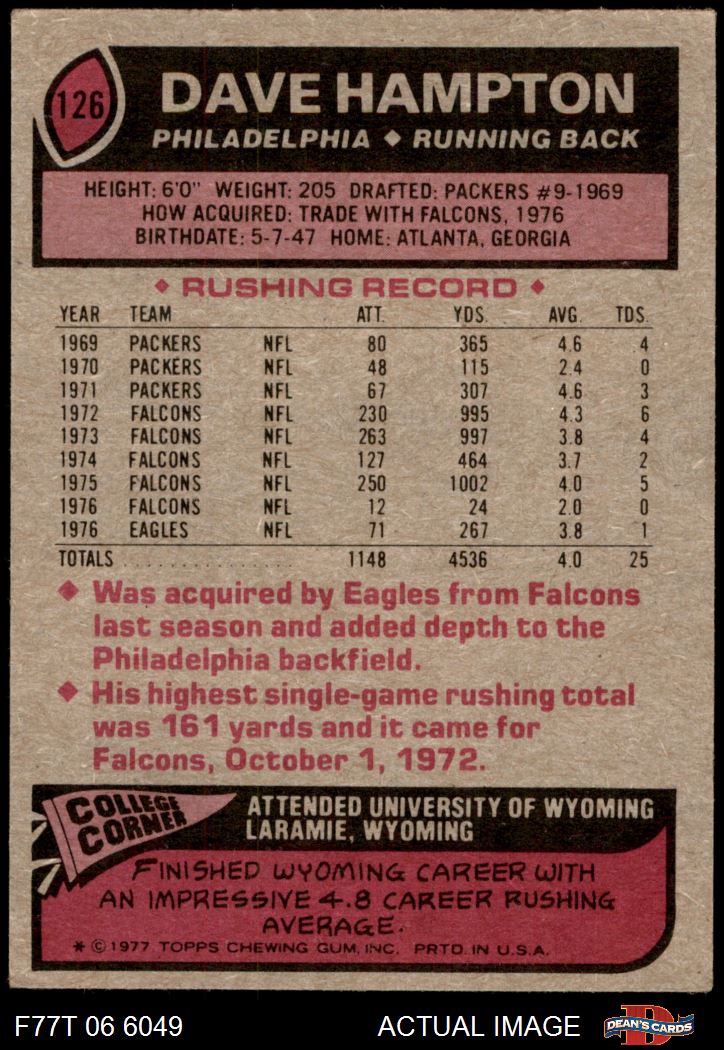 126
DAVE HAMPTON
PHILADELPHIA ◆ RUNNING BACK
HEIGHT: 6'0" WEIGHT: 205 DRAFTED: PACKERS #9-1969
HOW ACQUIRED: TRADE WITH FALCONS, 1976
BIRTHDATE: 5-7-47 HOME: ATLANTA, GEORGIA
◆ RUSHING RECORD ◆
YEAR TEAM ATT. YDS. AVG. TDS.
1969 PACKERS NFL 80 365 4.6 4
1970 PACKERS NFL 48 115 2.4 0
1971 PACKERS NFL 67 307 4.6 3
1972 FALCONS NFL 230 995 4.3 6
1973 FALCONS NFL 263 997 3.8 4
1974 FALCONS NFL 127 464 3.7 2
1975 FALCONS NFL 250 1002 4.0 5
1976 FALCONS NFL 12 24 2.0 0
1976 EAGLES NFL 71 267 3.8 1
TOTALS . . . . . . . . . . . . . 1148 4536 4.0 25
◆ Was acquired by Eagles from Falcons
last season and added depth to the
Philadelphia backfield.
◆ His highest single-game rushing total
was 161 yards and it came for
Falcons, October 1, 1972.
COLLEGE
CORNER
ATTENDED UNIVERSITY OF WYOMING
LARAMIE, WYOMING
FINISHED WYOMING CAREER WITH
AN IMPRESSIVE 4.8 CAREER RUSHING
AVERAGE.
* © 1977 TOPPS CHEWING GUM, INC. PRTD. IN U.S.A.
F77T 06 6049 ACTUAL IMAGE
D
DEAN'S CARDS